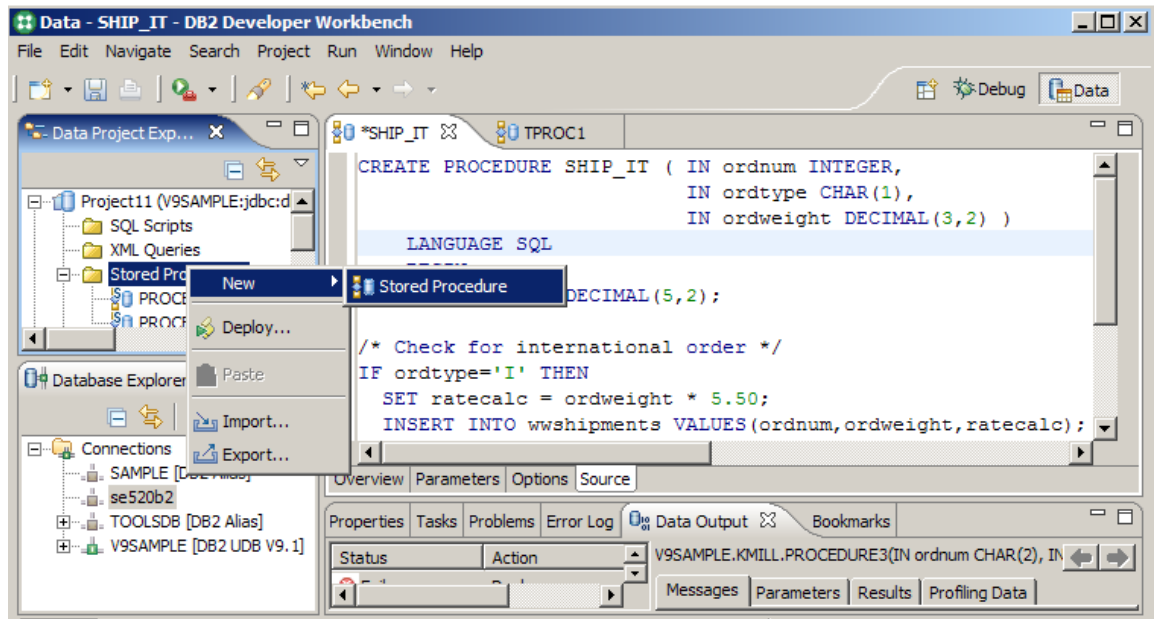 Data - SHIP_IT - DB2 Developer Workbench
File Edit Navigate Search Project Run Window Help
Debug Data
Data Project Exp...
*SHIP_IT TPROC1
Project11 (V9SAMPLE:jdbc:d
SQL Scripts
XML Queries
Stored Pro
PROCE
PROCE
New
Deploy...
Paste
Import...
Export...
Stored Procedure
CREATE PROCEDURE SHIP_IT ( IN ordnum INTEGER,
IN ordtype CHAR(1),
IN ordweight DECIMAL(3,2) )
LANGUAGE SQL
DECIMAL(5,2);
/* Check for international order */
IF ordtype='I' THEN
SET ratecalc = ordweight * 5.50;
INSERT INTO wwshipments VALUES(ordnum,ordweight,ratecalc);
Overview Parameters Options Source
Database Explorer
Connections
SAMPLE [DB2 Alias]
se520b2
TOOLSDB [DB2 Alias]
V9SAMPLE [DB2 UDB V9.1]
Properties Tasks Problems Error Log Data Output Bookmarks
Status Action
V9SAMPLE.KMILL.PROCEDURE3(IN ordnum CHAR(2), IN
Messages Parameters Results Profiling Data